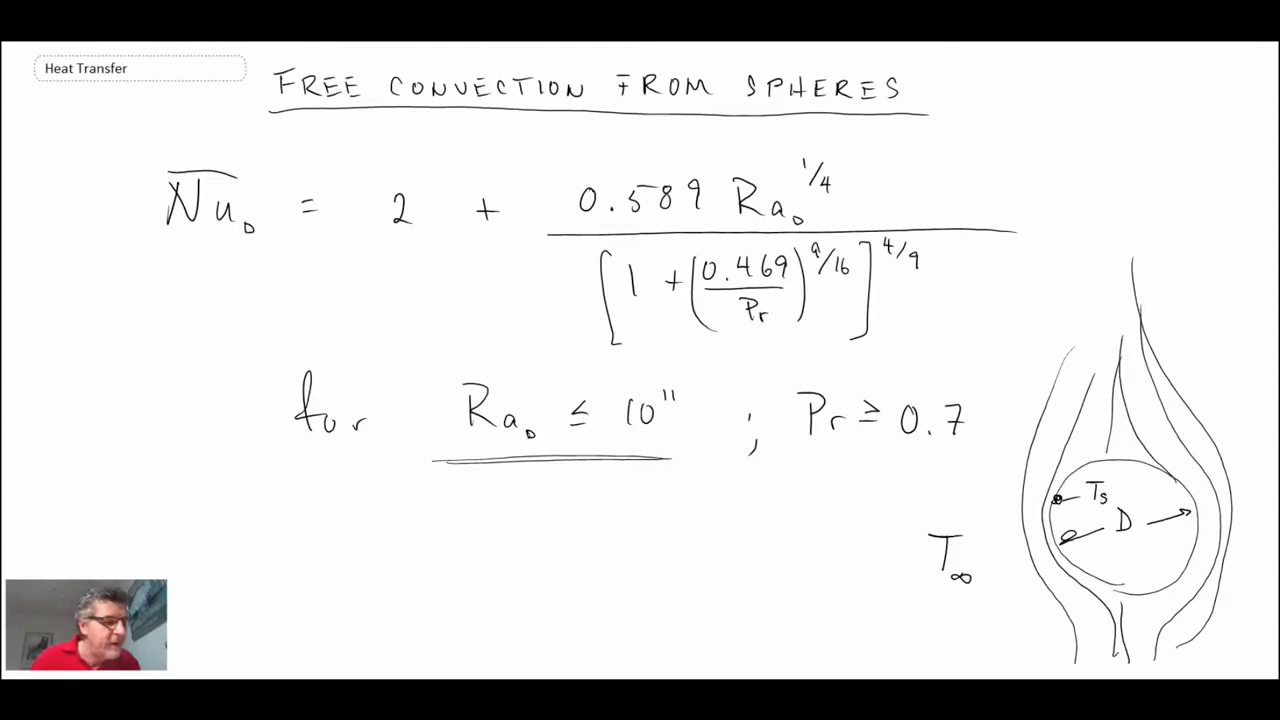 Heat Transfer
FREE CONVECTION FROM SPHERES
N̅u̅_D = 2 + 0.589 Ra_D^1/4 / [1 + (0.469/Pr)^9/16]^4/9
for Ra_D ≤ 10^11 ; Pr ≥ 0.7
T_s
D
T_∞